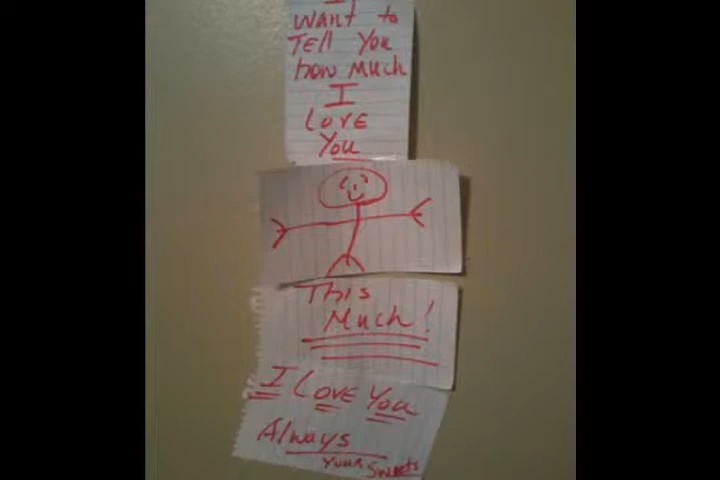 I
WANT to
TEll You
how Much
I
LOVE
You
This
Much!
I LOVE You
Always
Your Sweets